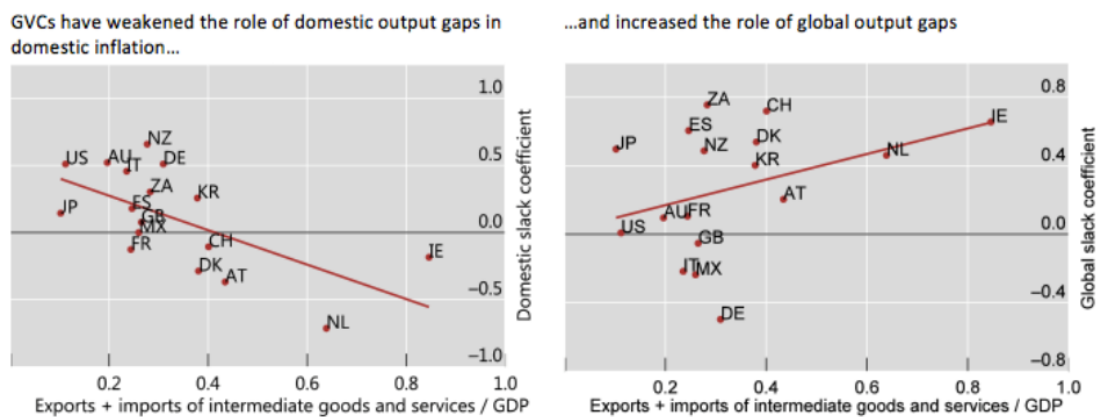 GVCs have weakened the role of domestic output gaps in
domestic inflation...
1.0
0.5
0.0
−0.5
−1.0
Domestic slack coefficient
US
AU
IT
NZ
DE
JP
ZA
ES
GB
MX
FR
KR
CH
DK
AT
NL
IE
0.2
0.4
0.6
0.8
1.0
Exports + imports of intermediate goods and services / GDP
...and increased the role of global output gaps
0.8
0.4
0.0
−0.4
−0.8
Global slack coefficient
ZA
CH
ES
JP
NZ
DK
KR
IE
NL
AT
AU
FR
US
GB
IT
MX
DE
0.2
0.4
0.6
0.8
1.0
Exports + imports of intermediate goods and services / GDP